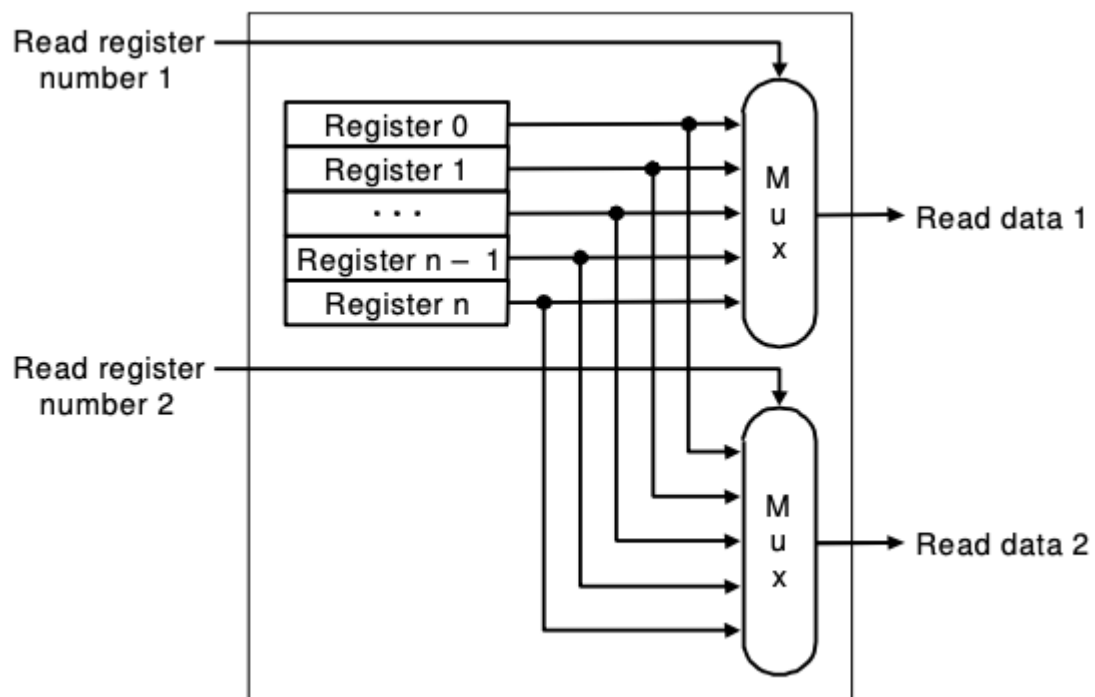 Read register
number 1
Register 0
Register 1
. . .
Register n – 1
Register n
M
u
x
Read data 1
Read register
number 2
M
u
x
Read data 2